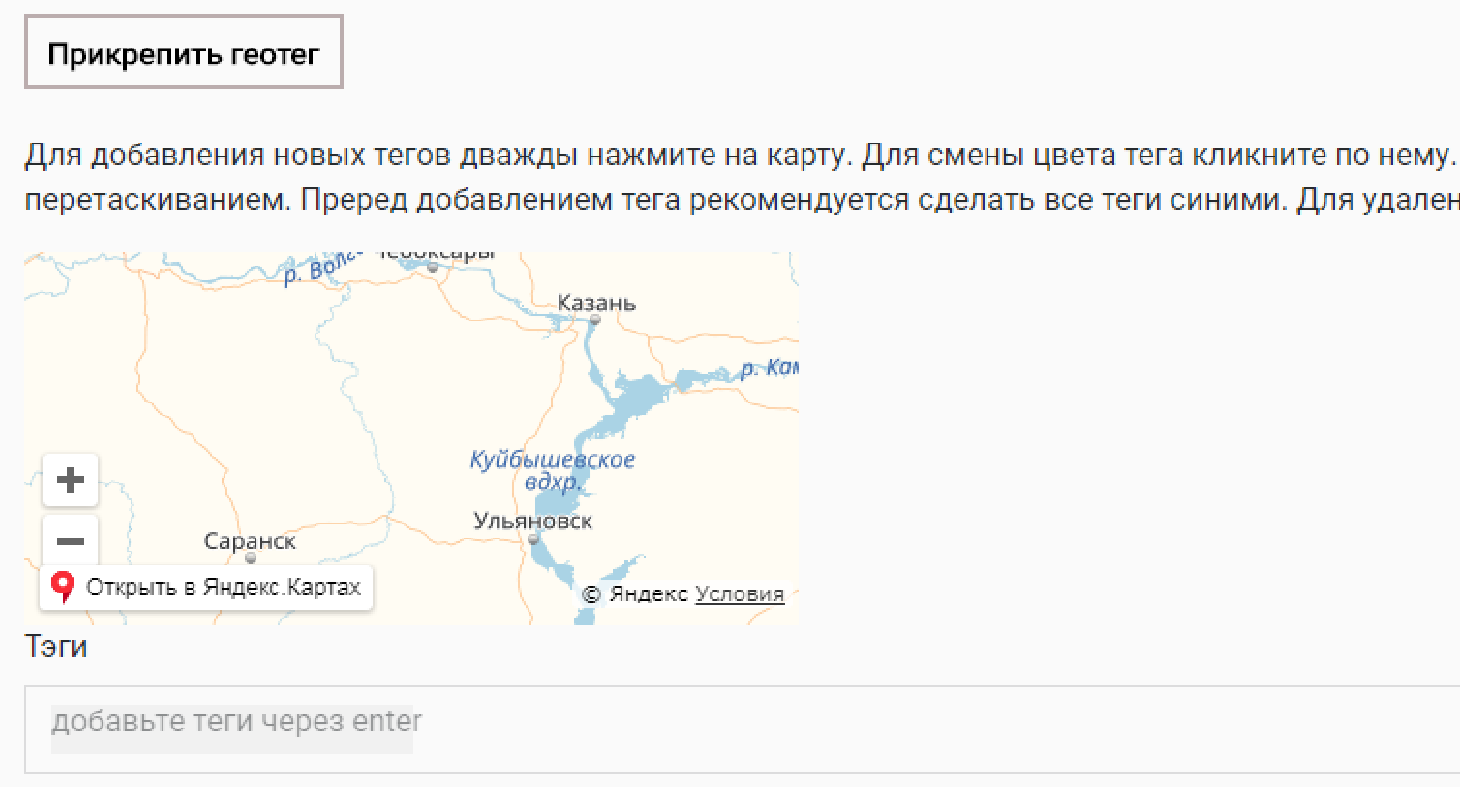 Прикрепить геотег
Для добавления новых тегов дважды нажмите на карту. Для смены цвета тега кликните по нему.
перетаскиванием. Преред добавлением тега рекомендуется сделать все теги синими. Для удален
р. Волга
Чебоксары
Казань
р. Кам
Куйбышевское
вдхр.
Ульяновск
Саранск
Открыть в Яндекс.Картах
© Яндекс Условия
Тэги
добавьте теги через enter